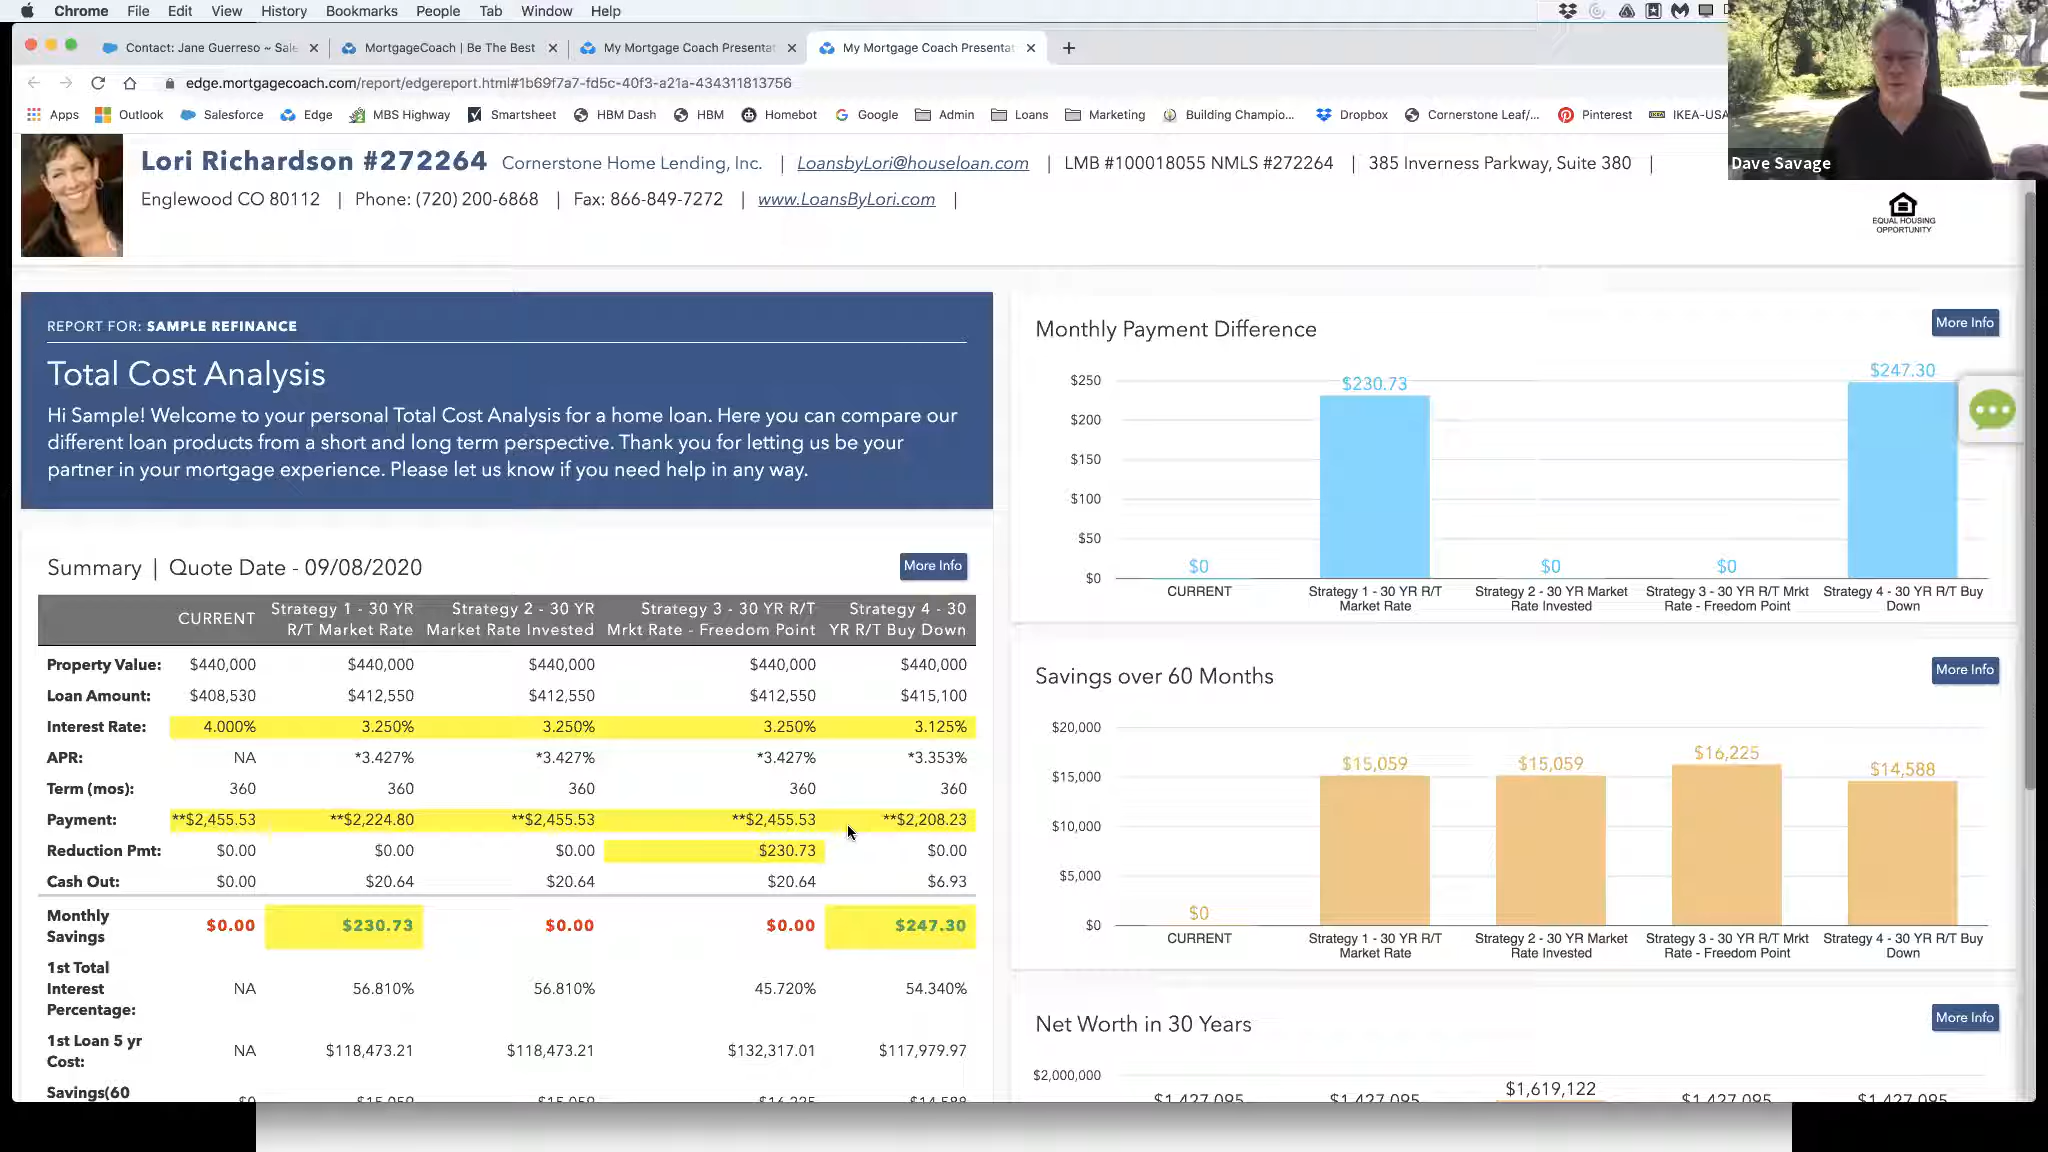 Chrome File Edit View History Bookmarks People Tab Window Help
Contact: Jane Guerreso ~ Sale
MortgageCoach | Be The Best
My Mortgage Coach Presentat
My Mortgage Coach Presentat
edge.mortgagecoach.com/report/edgereport.html#1b69f7a7-fd5c-40f3-a21a-434311813756
Apps Outlook Salesforce Edge MBS Highway Smartsheet HBM Dash HBM Homebot Google Admin Loans Marketing Building Champio... Dropbox Cornerstone Leaf/... Pinterest IKEA-USA
Dave Savage
Lori Richardson #272264 Cornerstone Home Lending, Inc. | LoansbyLori@houseloan.com | LMB #100018055 NMLS #272264 | 385 Inverness Parkway, Suite 380 |
Englewood CO 80112 | Phone: (720) 200-6868 | Fax: 866-849-7272 | www.LoansByLori.com |
EQUAL HOUSING
OPPORTUNITY
REPORT FOR: SAMPLE REFINANCE
Total Cost Analysis
Hi Sample! Welcome to your personal Total Cost Analysis for a home loan. Here you can compare our
different loan products from a short and long term perspective. Thank you for letting us be your
partner in your mortgage experience. Please let us know if you need help in any way.
Summary | Quote Date - 09/08/2020
More Info
CURRENT
Strategy 1 - 30 YR
R/T Market Rate
Strategy 2 - 30 YR
Market Rate Invested
Strategy 3 - 30 YR R/T
Mrkt Rate - Freedom Point
Strategy 4 - 30
YR R/T Buy Down
Property Value: $440,000 $440,000 $440,000 $440,000 $440,000
Loan Amount: $408,530 $412,550 $412,550 $412,550 $415,100
Interest Rate: 4.000% 3.250% 3.250% 3.250% 3.125%
APR: NA *3.427% *3.427% *3.427% *3.353%
Term (mos): 360 360 360 360 360
Payment: **$2,455.53 **$2,224.80 **$2,455.53 **$2,455.53 **$2,208.23
Reduction Pmt: $0.00 $0.00 $0.00 $230.73 $0.00
Cash Out: $0.00 $20.64 $20.64 $20.64 $6.93
Monthly
Savings
$0.00 $230.73 $0.00 $0.00 $247.30
1st Total
Interest
Percentage:
NA 56.810% 56.810% 45.720% 54.340%
1st Loan 5 yr
Cost:
NA $118,473.21 $118,473.21 $132,317.01 $117,979.97
Savings(60
$0 $15,059 $15,059 $16,225 $14,588
Monthly Payment Difference
More Info
$250
$200
$150
$100
$50
$0
$0 $230.73 $0 $0 $247.30
CURRENT
Strategy 1 - 30 YR R/T
Market Rate
Strategy 2 - 30 YR Market
Rate Invested
Strategy 3 - 30 YR R/T Mrkt
Rate - Freedom Point
Strategy 4 - 30 YR R/T Buy
Down
Savings over 60 Months
More Info
$20,000
$15,000
$10,000
$5,000
$0
$0 $15,059 $15,059 $16,225 $14,588
CURRENT
Strategy 1 - 30 YR R/T
Market Rate
Strategy 2 - 30 YR Market
Rate Invested
Strategy 3 - 30 YR R/T Mrkt
Rate - Freedom Point
Strategy 4 - 30 YR R/T Buy
Down
Net Worth in 30 Years
More Info
$2,000,000
$1,427,095 $1,427,095 $1,619,122 $1,427,095 $1,427,095